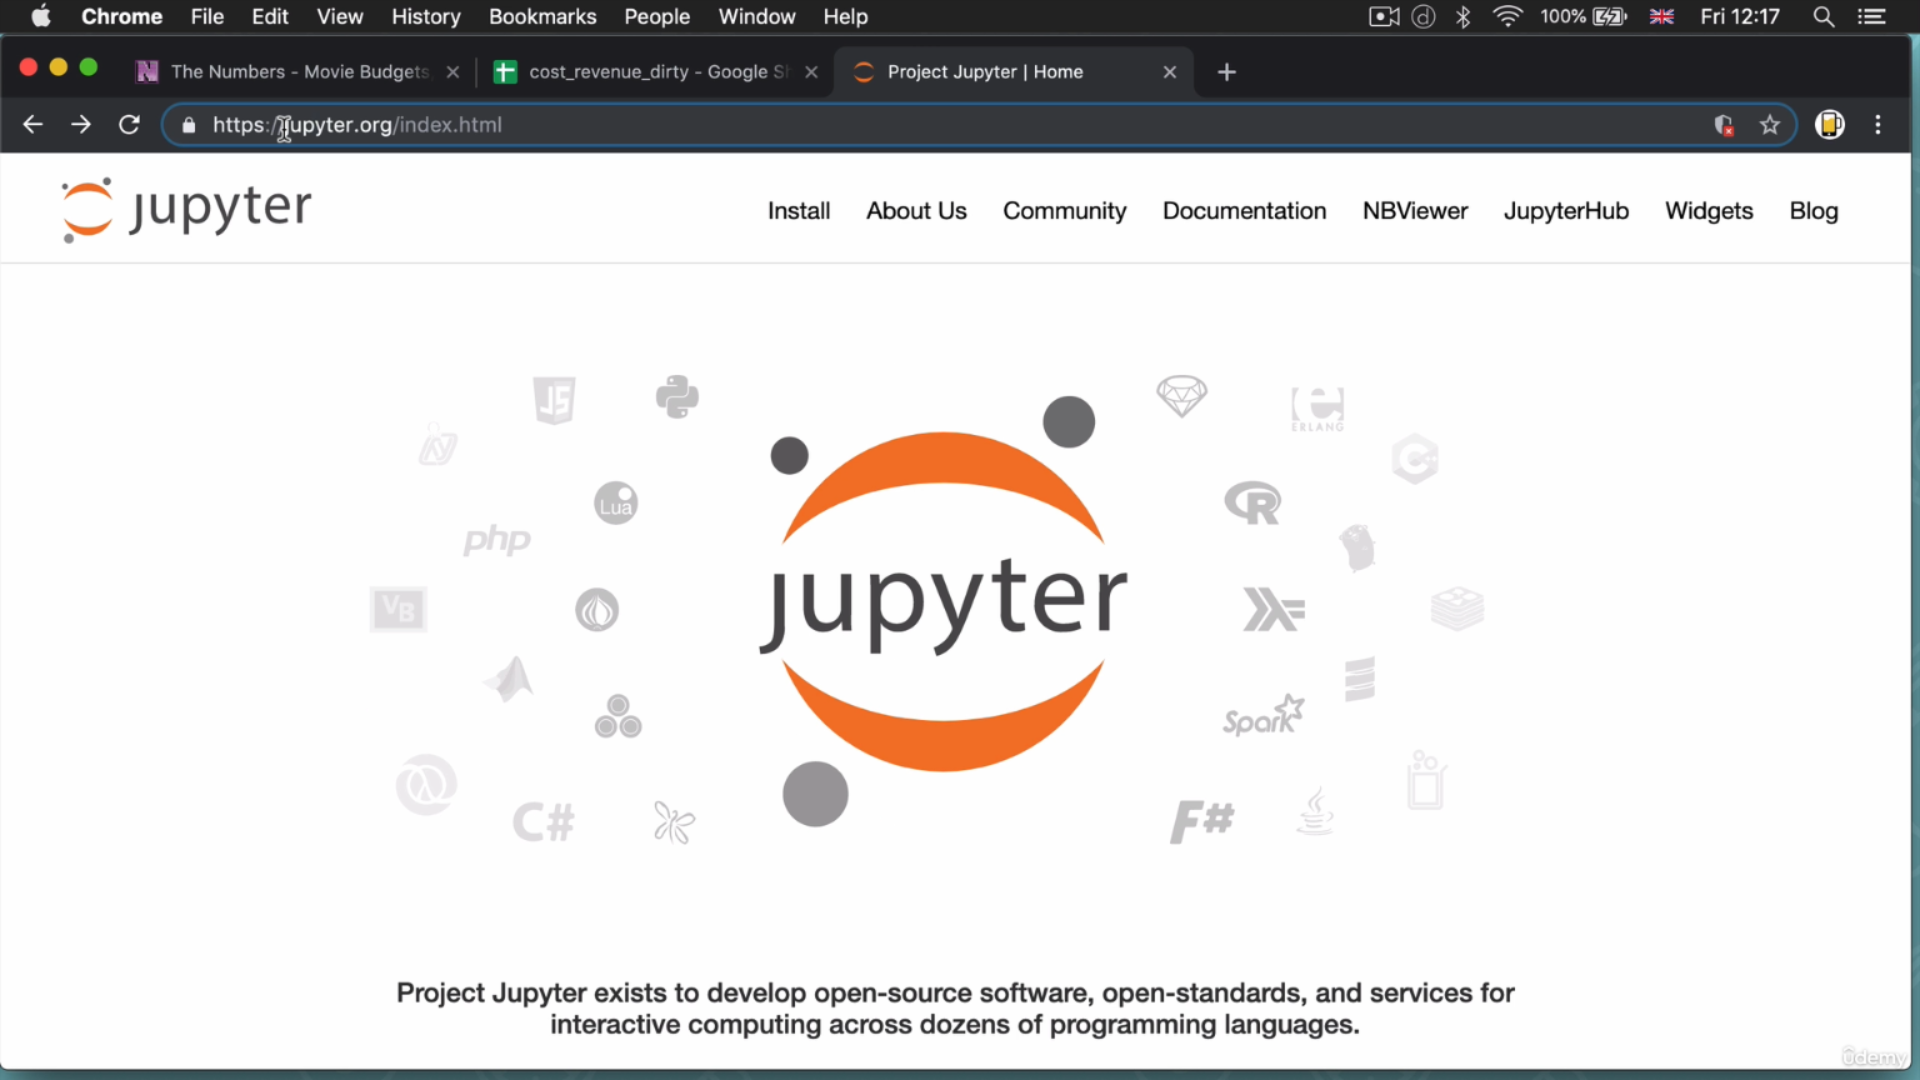 Chrome File Edit View History Bookmarks People Window Help 100% Fri 12:17
The Numbers - Movie Budgets, cost_revenue_dirty - Google Sh Project Jupyter | Home
https://jupyter.org/index.html
jupyter Install About Us Community Documentation NBViewer JupyterHub Widgets Blog
JS
ERLANG
C
Lua
R
php
jupyter
VB
Spark
C#
F#
Project Jupyter exists to develop open-source software, open-standards, and services for
interactive computing across dozens of programming languages.
ûdemy